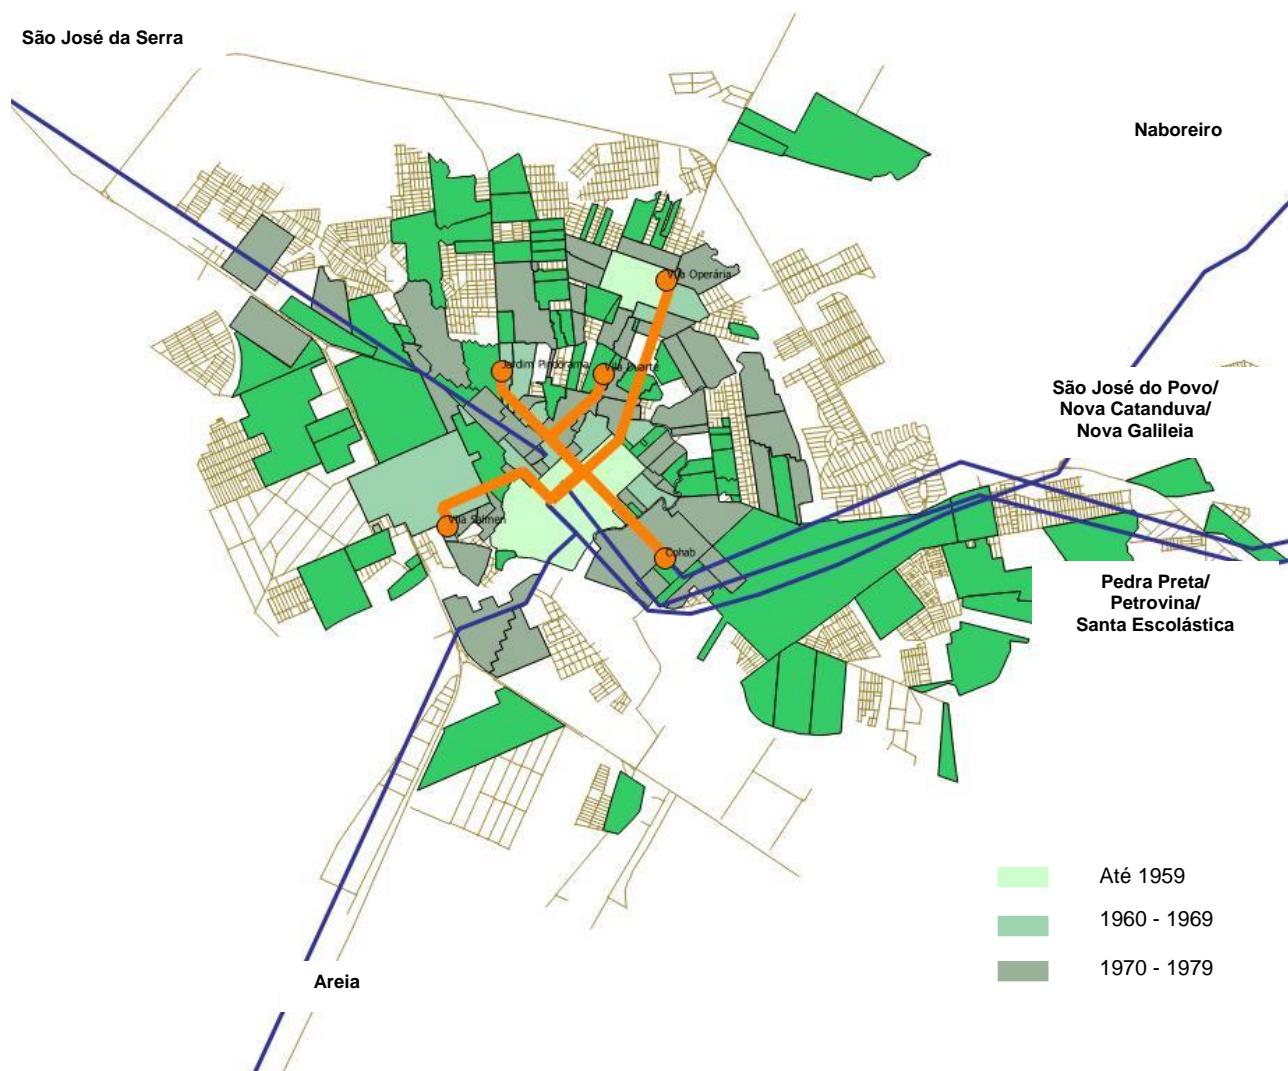 São José da Serra
Naboreiro
Vila Operária
Jardim Pindorama
Vila Duarte
São José do Povo/
Nova Catanduva/
Nova Galileia
Vila Salmen
Cohab
Pedra Preta/
Petrovina/
Santa Escolástica
Até 1959
1960 - 1969
1970 - 1979
Areia